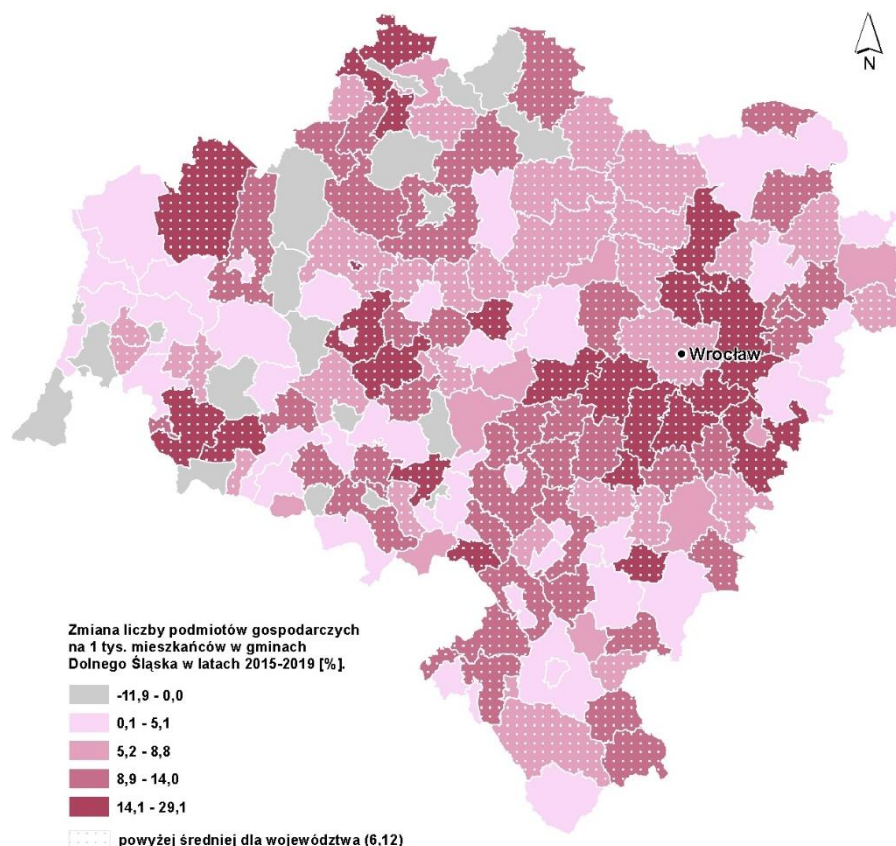 N
Wrocław
Zmiana liczby podmiotów gospodarczych
na 1 tys. mieszkańców w gminach
Dolnego Śląska w latach 2015-2019 [%].
-11,9 - 0,0
0,1 - 5,1
5,2 - 8,8
8,9 - 14,0
14,1 - 29,1
powyżej średniej dla województwa (6,12)